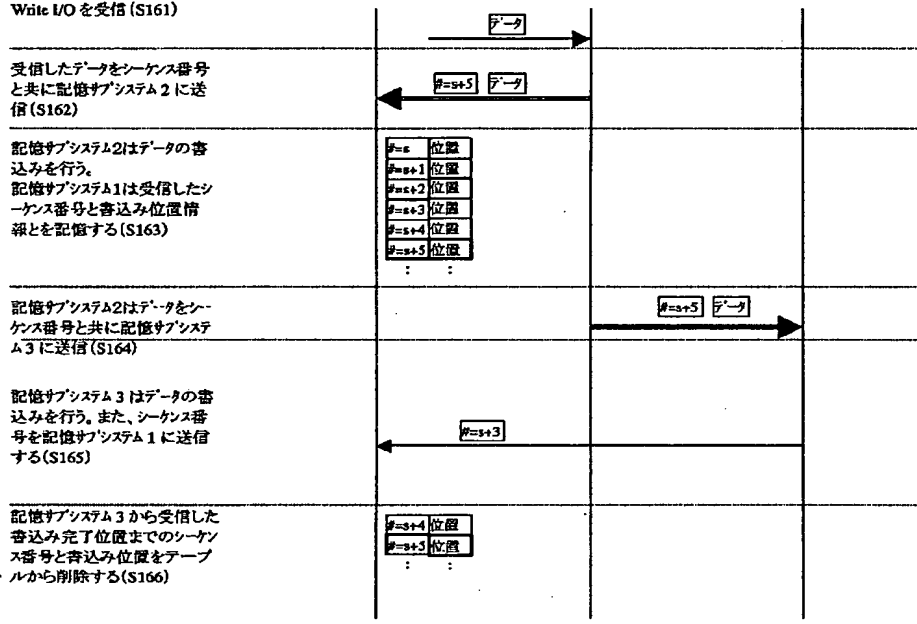 Write I/O を受信(S161)
データ
受信したデータをシーケンス番号
と共に記憶サブシステム2に送
信(S162)
#=s+5 データ
記憶サブシステム2はデータの書
込みを行う。
記憶サブシステム1は受信したシ
ーケンス番号と書込み位置情
報とを記憶する(S163)
#=s 位置
#=s+1 位置
#=s+2 位置
#=s+3 位置
#=s+4 位置
#=s+5 位置
: :
記憶サブシステム2はデータをシー
ケンス番号と共に記憶サブシステ
ム3に送信(S164)
#=s+5 データ
記憶サブシステム3はデータの書
込みを行う。また、シーケンス番
号を記憶サブシステム1に送信
する(S165)
#=s+3
記憶サブシステム3から受信した
書込み完了位置までのシーケン
ス番号と書込み位置をテーブ
ルから削除する(S166)
#=s+4 位置
#=s+5 位置
: :